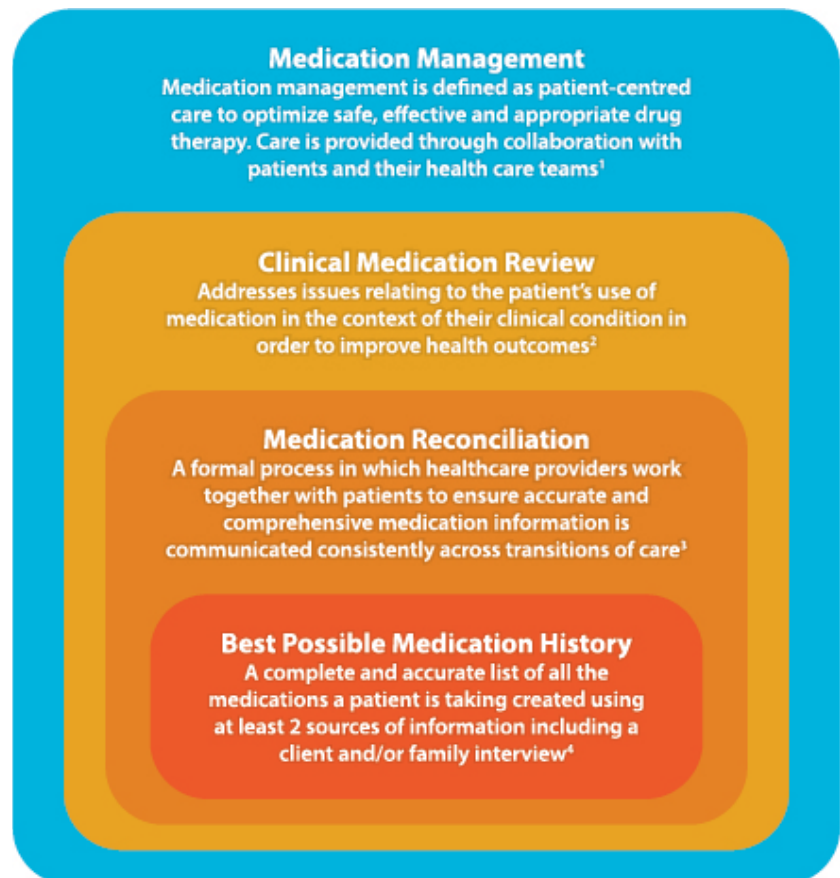 Medication Management
Medication management is defined as patient-centred
care to optimize safe, effective and appropriate drug
therapy. Care is provided through collaboration with
patients and their health care teams¹
Clinical Medication Review
Addresses issues relating to the patient's use of
medication in the context of their clinical condition in
order to improve health outcomes²
Medication Reconciliation
A formal process in which healthcare providers work
together with patients to ensure accurate and
comprehensive medication information is
communicated consistently across transitions of care³
Best Possible Medication History
A complete and accurate list of all the
medications a patient is taking created using
at least 2 sources of information including a
client and/or family interview⁴